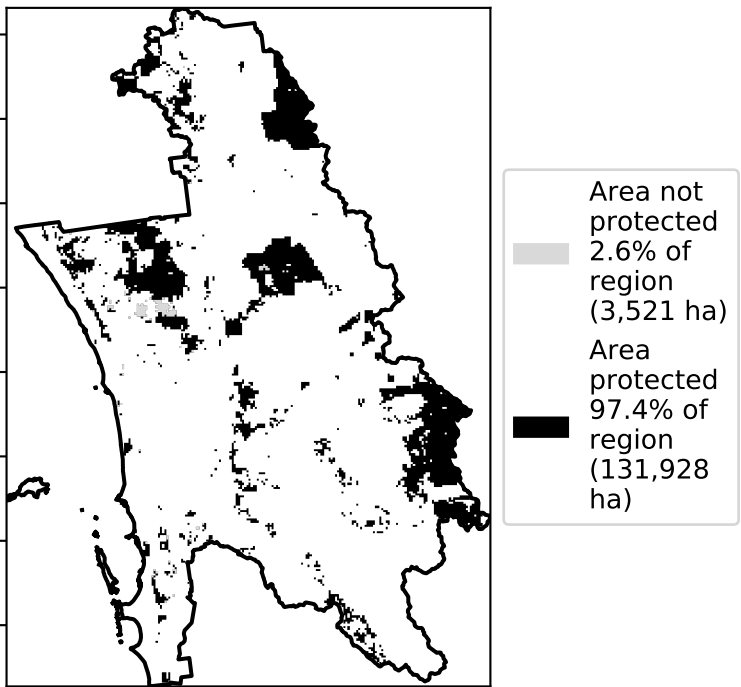 Area not
protected
2.6% of
region
(3,521 ha)
Area
protected
97.4% of
region
(131,928
ha)